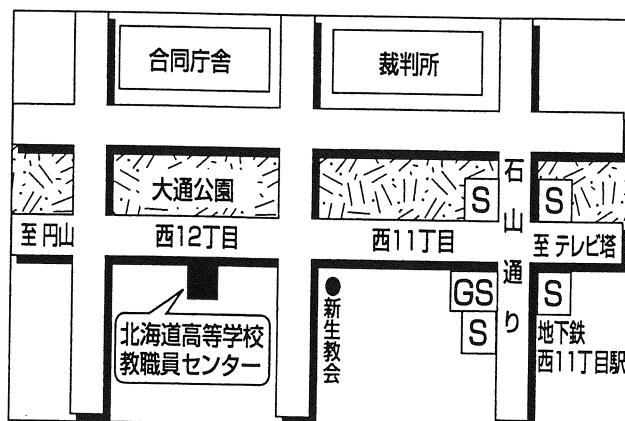 合同庁舎
裁判所
大通公園
S
石山通り
S
至 円山
西12丁目
西11丁目
至 テレビ塔
北海道高等学校
教職員センター
新生教会
GS
S
S
地下鉄
西11丁目駅